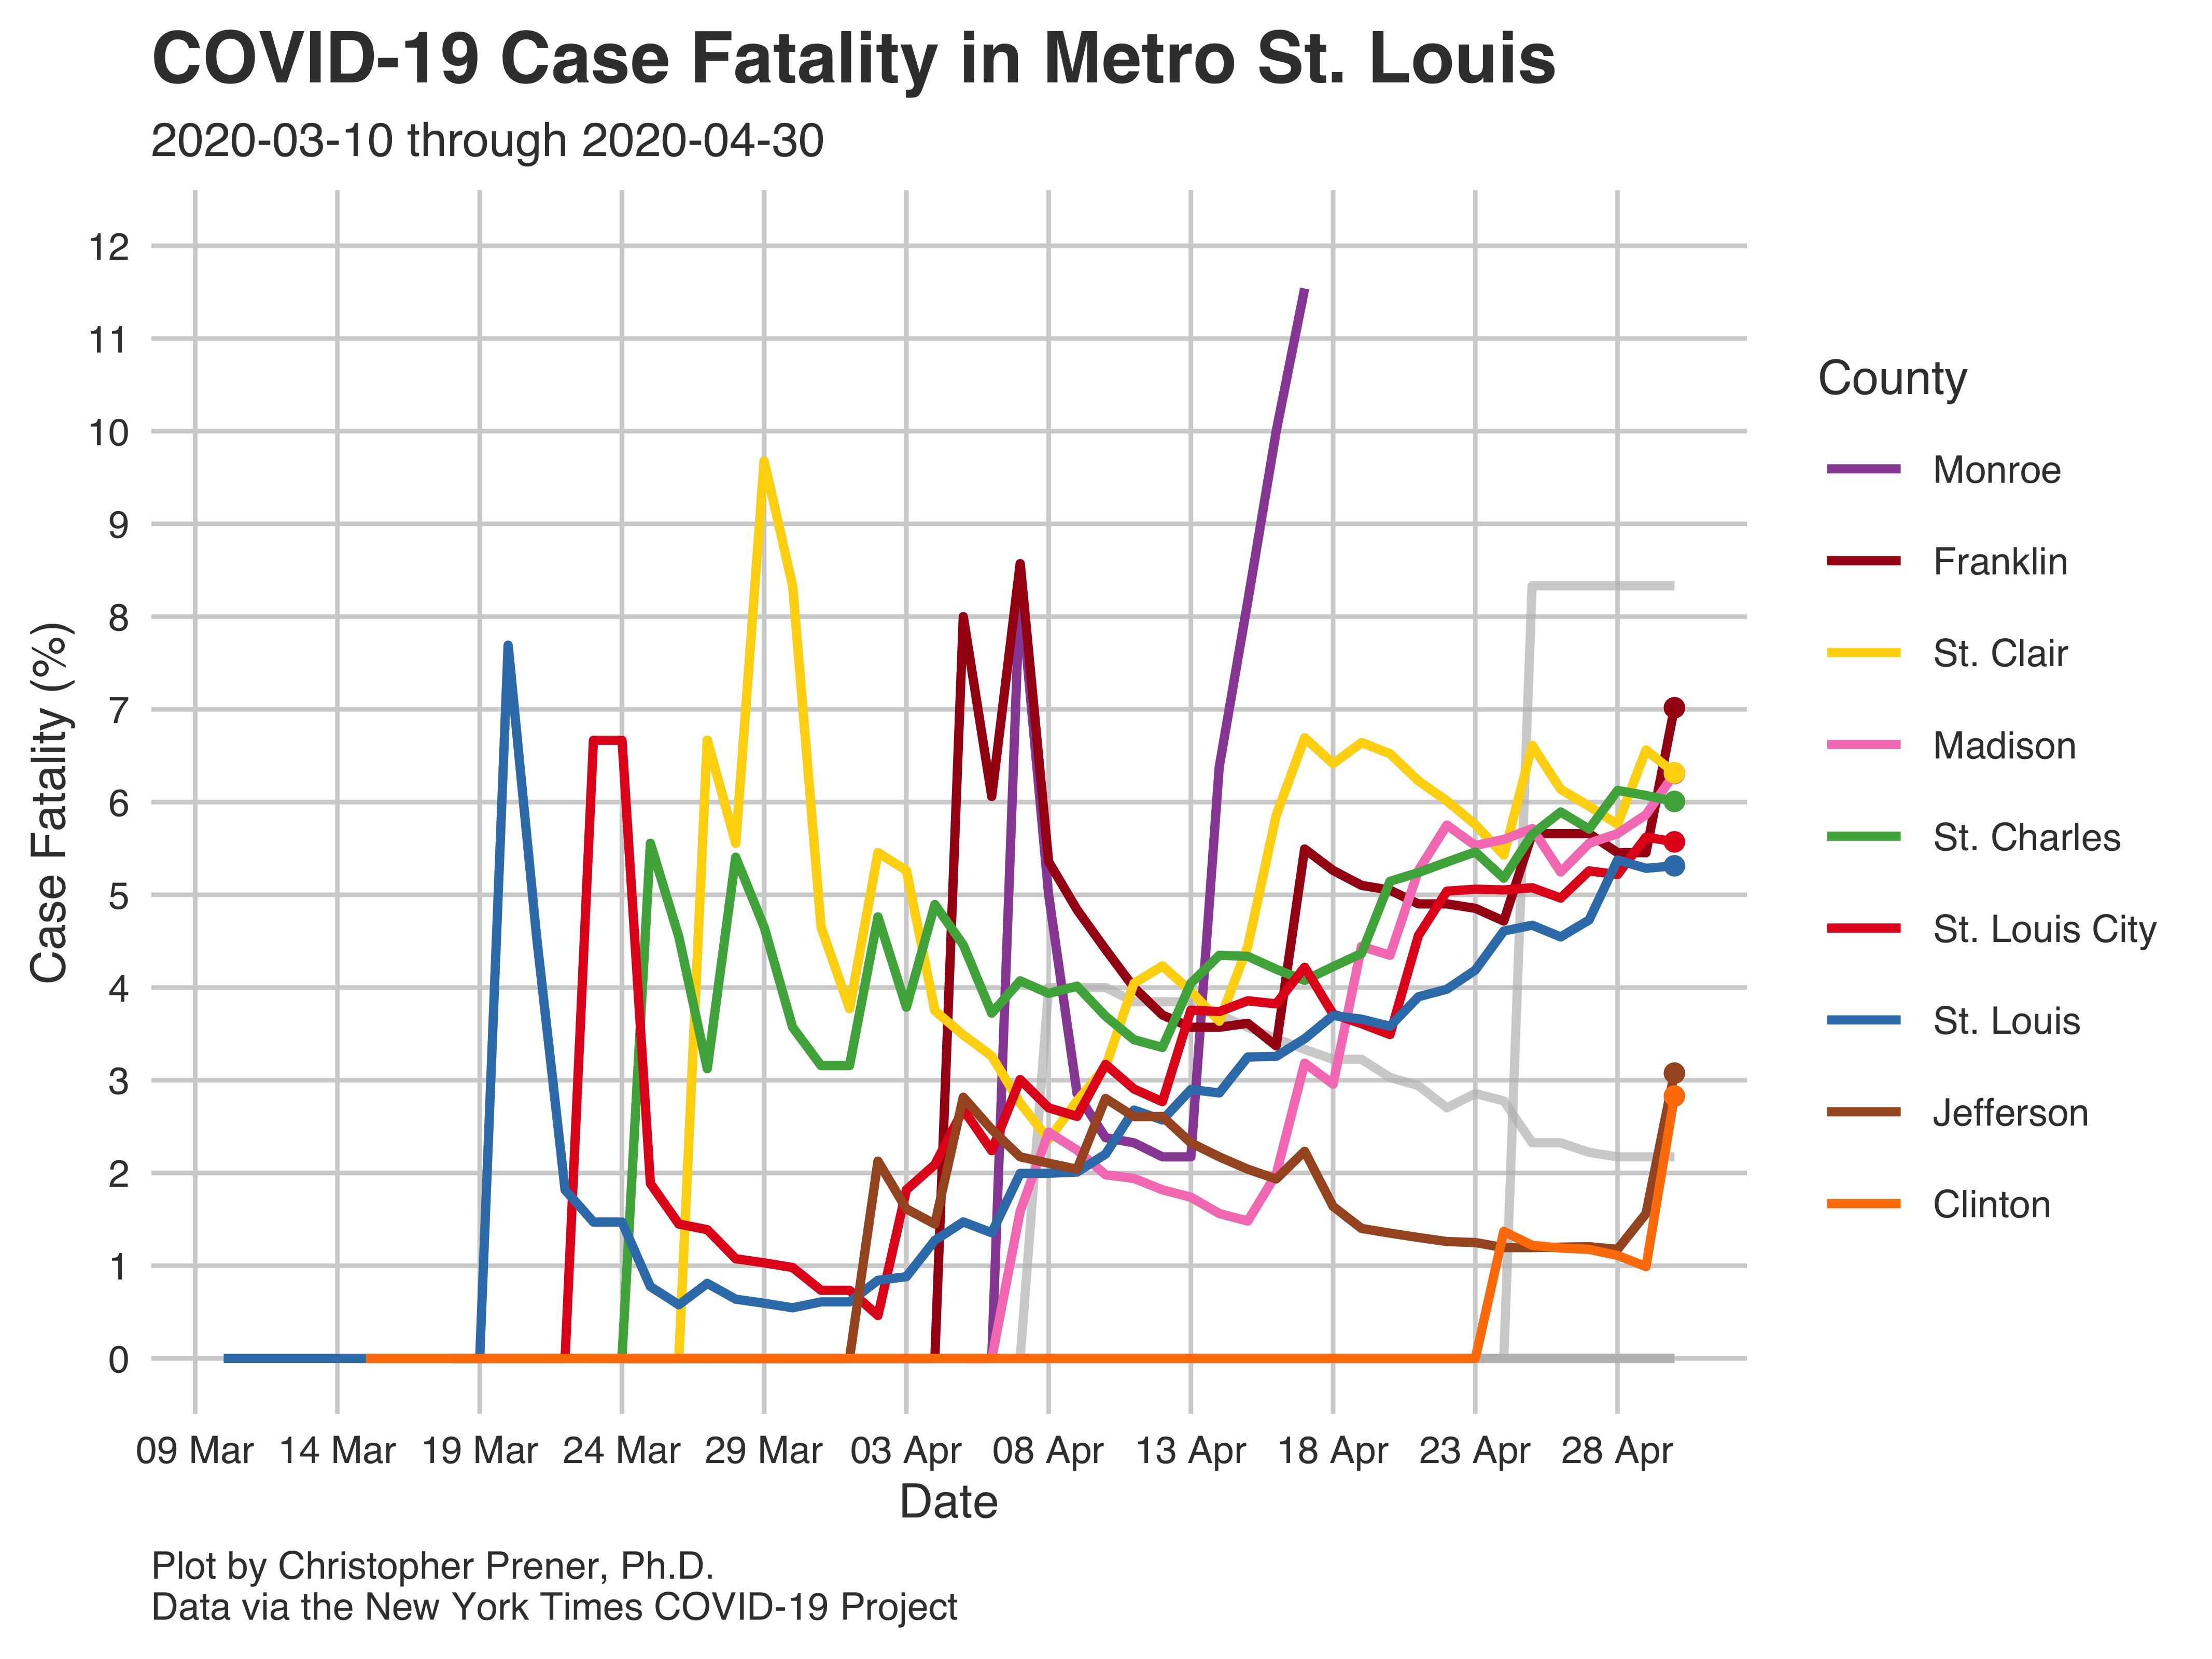 COVID-19 Case Fatality in Metro St. Louis
2020-03-10 through 2020-04-30
12
11
10
9
8
7
6
5
4
3
2
1
0
Case Fatality (%)
09 Mar 14 Mar 19 Mar 24 Mar 29 Mar 03 Apr 08 Apr 13 Apr 18 Apr 23 Apr 28 Apr
Date
County
Monroe
Franklin
St. Clair
Madison
St. Charles
St. Louis City
St. Louis
Jefferson
Clinton
Plot by Christopher Prener, Ph.D.
Data via the New York Times COVID-19 Project